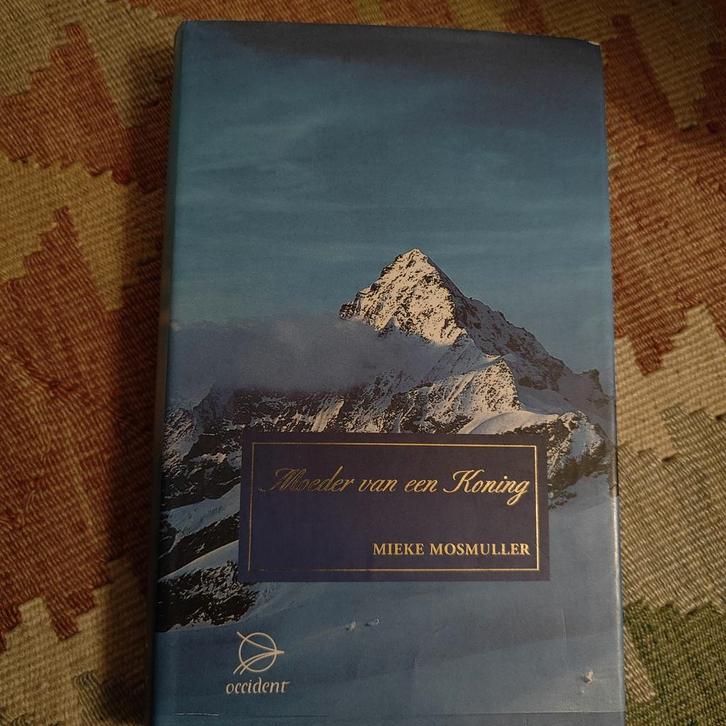 Moeder van een Koning
MIEKE MOSMULLER
occident